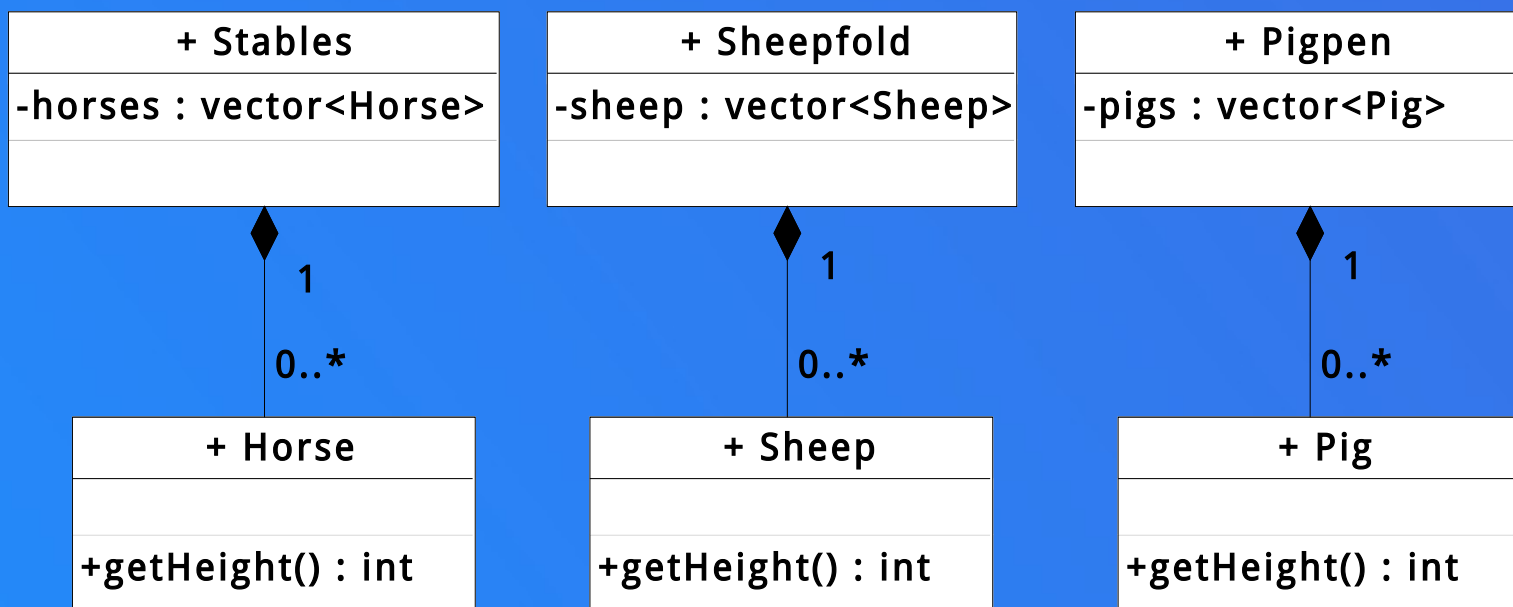 + Stables
-horses : vector<Horse>
1
0..*
+ Horse
+getHeight() : int
+ Sheepfold
-sheep : vector<Sheep>
1
0..*
+ Sheep
+getHeight() : int
+ Pigpen
-pigs : vector<Pig>
1
0..*
+ Pig
+getHeight() : int